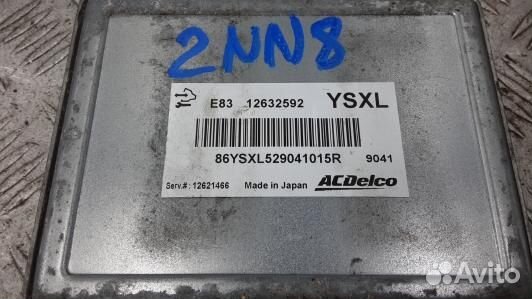 2NN8
E83 12632592 YSXL
86YSXL529041015R 9041
Serv.#: 12621466 Made in Japan ACDelco
Avito